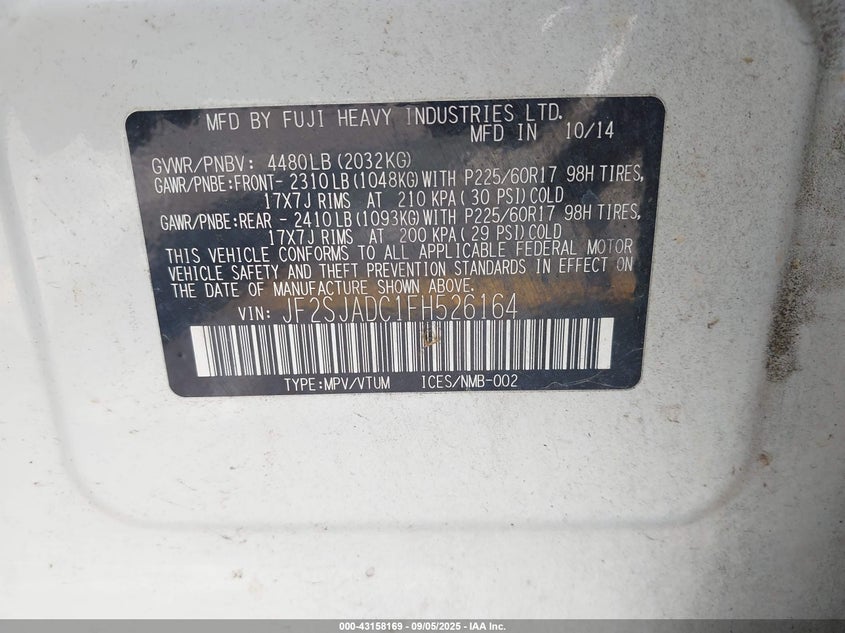 MFD BY FUJI HEAVY INDUSTRIES LTD.
MFD IN 10/14
GVWR/PNBV: 4480LB (2032KG)
GAWR/PNBE:FRONT- 2310LB (1048KG) WITH P225/60R17 98H TIRES,
17X7J RIMS AT 210 KPA ( 30 PSI) COLD
GAWR/PNBE:REAR - 2410LB (1093KG) WITH P225/60R17 98H TIRES,
17X7J RIMS AT 200 KPA ( 29 PSI) COLD
THIS VEHICLE CONFORMS TO ALL APPLICABLE FEDERAL MOTOR
VEHICLE SAFETY AND THEFT PREVENTION STANDARDS IN EFFECT ON
THE DATE OF MANUFACTURE SHOWN ABOVE.
VIN: JF2SJADC1FH526164
TYPE:MPV/VTUM ICES/NMB-002
000-43158169 - 09/05/2025 - IAA Inc.